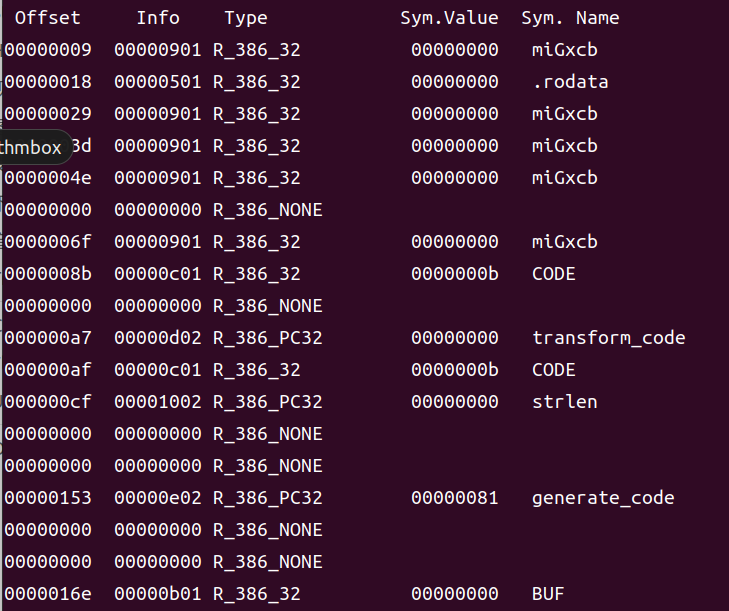 Offset Info Type Sym.Value Sym. Name
00000009 00000901 R_386_32 00000000 miGxcb
00000018 00000501 R_386_32 00000000 .rodata
00000029 00000901 R_386_32 00000000 miGxcb
thmbox 3d 00000901 R_386_32 00000000 miGxcb
0000004e 00000901 R_386_32 00000000 miGxcb
00000000 00000000 R_386_NONE
0000006f 00000901 R_386_32 00000000 miGxcb
0000008b 00000c01 R_386_32 0000000b CODE
00000000 00000000 R_386_NONE
000000a7 00000d02 R_386_PC32 00000000 transform_code
000000af 00000c01 R_386_32 0000000b CODE
000000cf 00001002 R_386_PC32 00000000 strlen
00000000 00000000 R_386_NONE
00000000 00000000 R_386_NONE
00000153 00000e02 R_386_PC32 00000081 generate_code
00000000 00000000 R_386_NONE
00000000 00000000 R_386_NONE
0000016e 00000b01 R_386_32 00000000 BUF